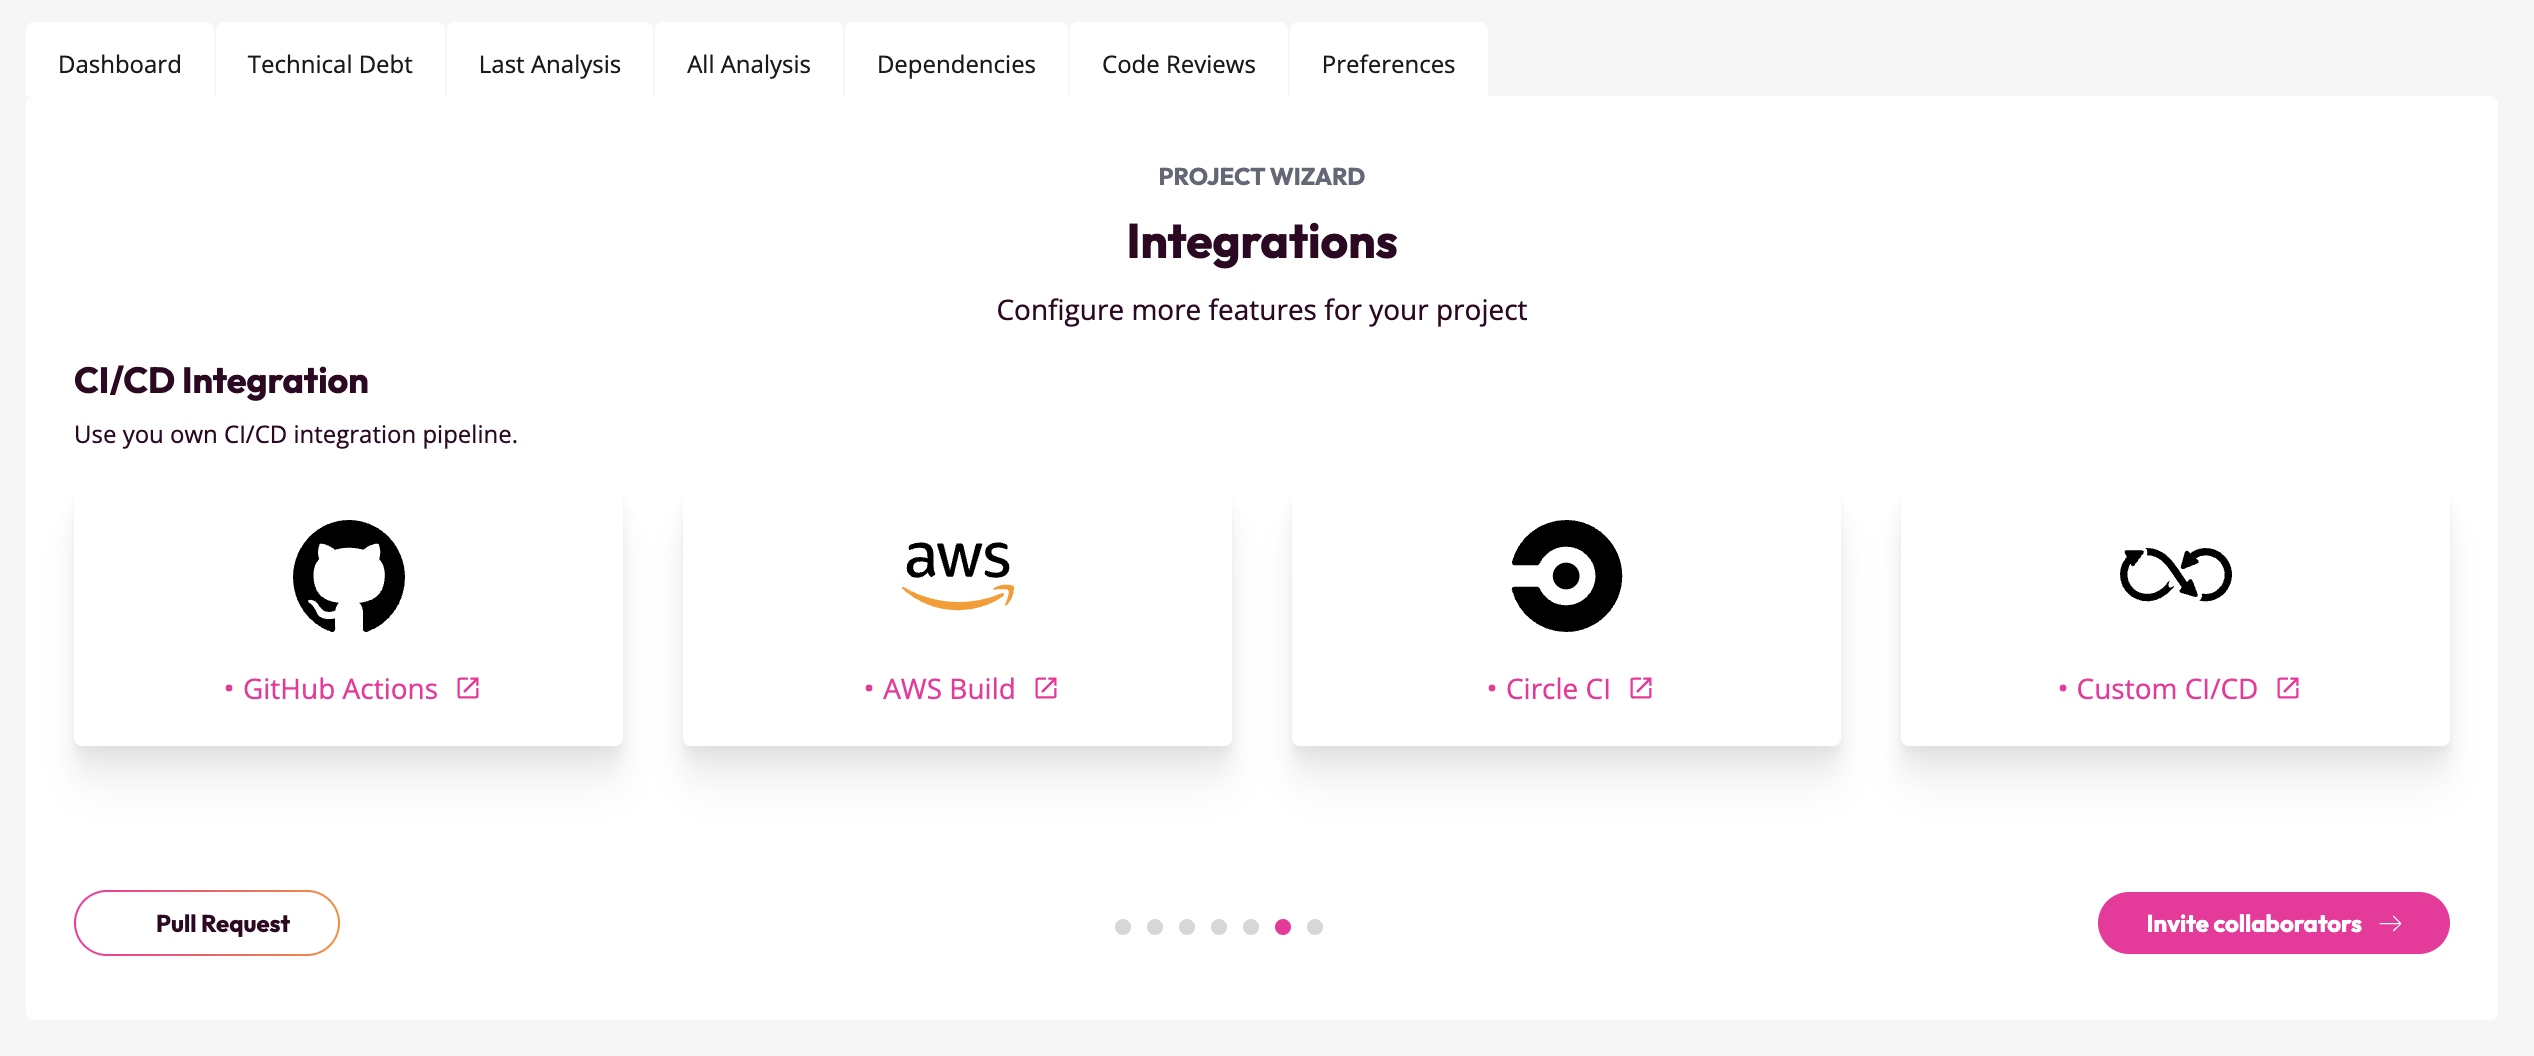 Dashboard
Technical Debt
Last Analysis
All Analysis
Dependencies
Code Reviews
Preferences
PROJECT WIZARD
Integrations
Configure more features for your project
CI/CD Integration
Use you own CI/CD integration pipeline.
aws
• GitHub Actions
• AWS Build
• Circle CI
• Custom CI/CD
Pull Request
Invite collaborators →